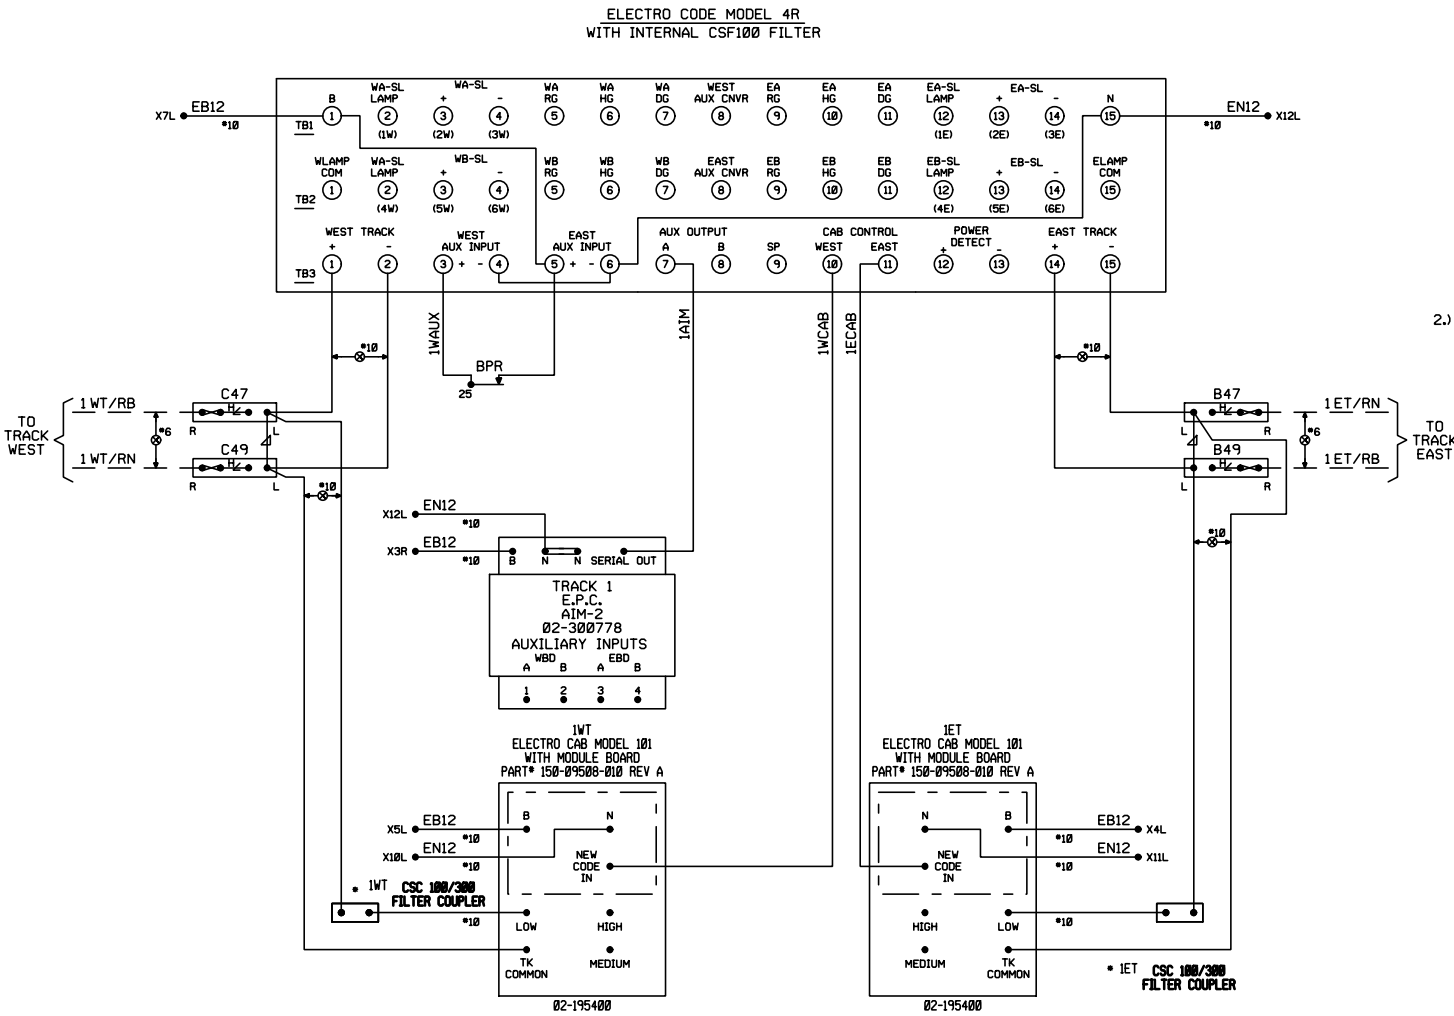 ELECTRO CODE MODEL 4R
WITH INTERNAL CSF100 FILTER
B WA-SL LAMP WA-SL + - WA RG WA HG WA DG WEST AUX CNVR EA RG EA HG EA DG EA-SL LAMP EA-SL + - N
X7L EB12 *10 TB1 1 2 3 4 5 6 7 8 9 10 11 12 13 14 15 EN12 *10 X12L
(1W) (2W) (3W) (1E) (2E) (3E)
WLAMP COM WA-SL LAMP WB-SL + - WB RG WB HG WB DG EAST AUX CNVR EB RG EB HG EB DG EB-SL LAMP EB-SL + - ELAMP COM
TB2 1 2 3 4 5 6 7 8 9 10 11 12 13 14 15
(4W) (5W) (6W) (4E) (5E) (6E)
WEST TRACK + - WEST AUX INPUT EAST AUX INPUT AUX OUTPUT A B SP CAB CONTROL WEST EAST POWER DETECT + - EAST TRACK + -
TB3 1 2 3 + - 4 5 + - 6 7 8 9 10 11 12 13 14 15
1WAUX 1AIM 1WCAB 1ECAB
2.)
*10 *10
BPR
25
C47 B47
1WT/RB H 1ET/RN
R L L R
TO TRACK WEST *6 *6 TO TRACK EAST
C49 B49
1WT/RN H 1ET/RB
R L L R
*10 *10
X12L EN12 *10
X3R EB12 *10
B N N SERIAL OUT
TRACK 1
E.P.C.
AIM-2
02-300778
AUXILIARY INPUTS
WBD EBD
A B A B
1 2 3 4
1WT
ELECTRO CAB MODEL 101
WITH MODULE BOARD
PART* 150-09508-010 REV A
X5L EB12 *10 B N
X10L EN12 *10
NEW
CODE
IN
* 1WT CSC 100/300
FILTER COUPLER
*10 LOW HIGH
TK
COMMON MEDIUM
02-195400
1ET
ELECTRO CAB MODEL 101
WITH MODULE BOARD
PART* 150-09508-010 REV A
N B EB12 *10 X4L
EN12 *10 X11L
NEW
CODE
IN
HIGH LOW *10
MEDIUM TK
COMMON
* 1ET CSC 100/300
FILTER COUPLER
02-195400